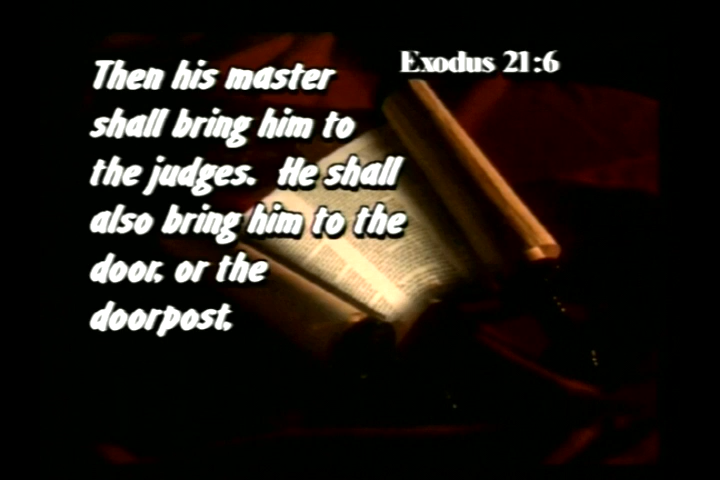 Exodus 21:6
Then his master
shall bring him to
the judges. He shall
also bring him to the
door, or the
doorpost,